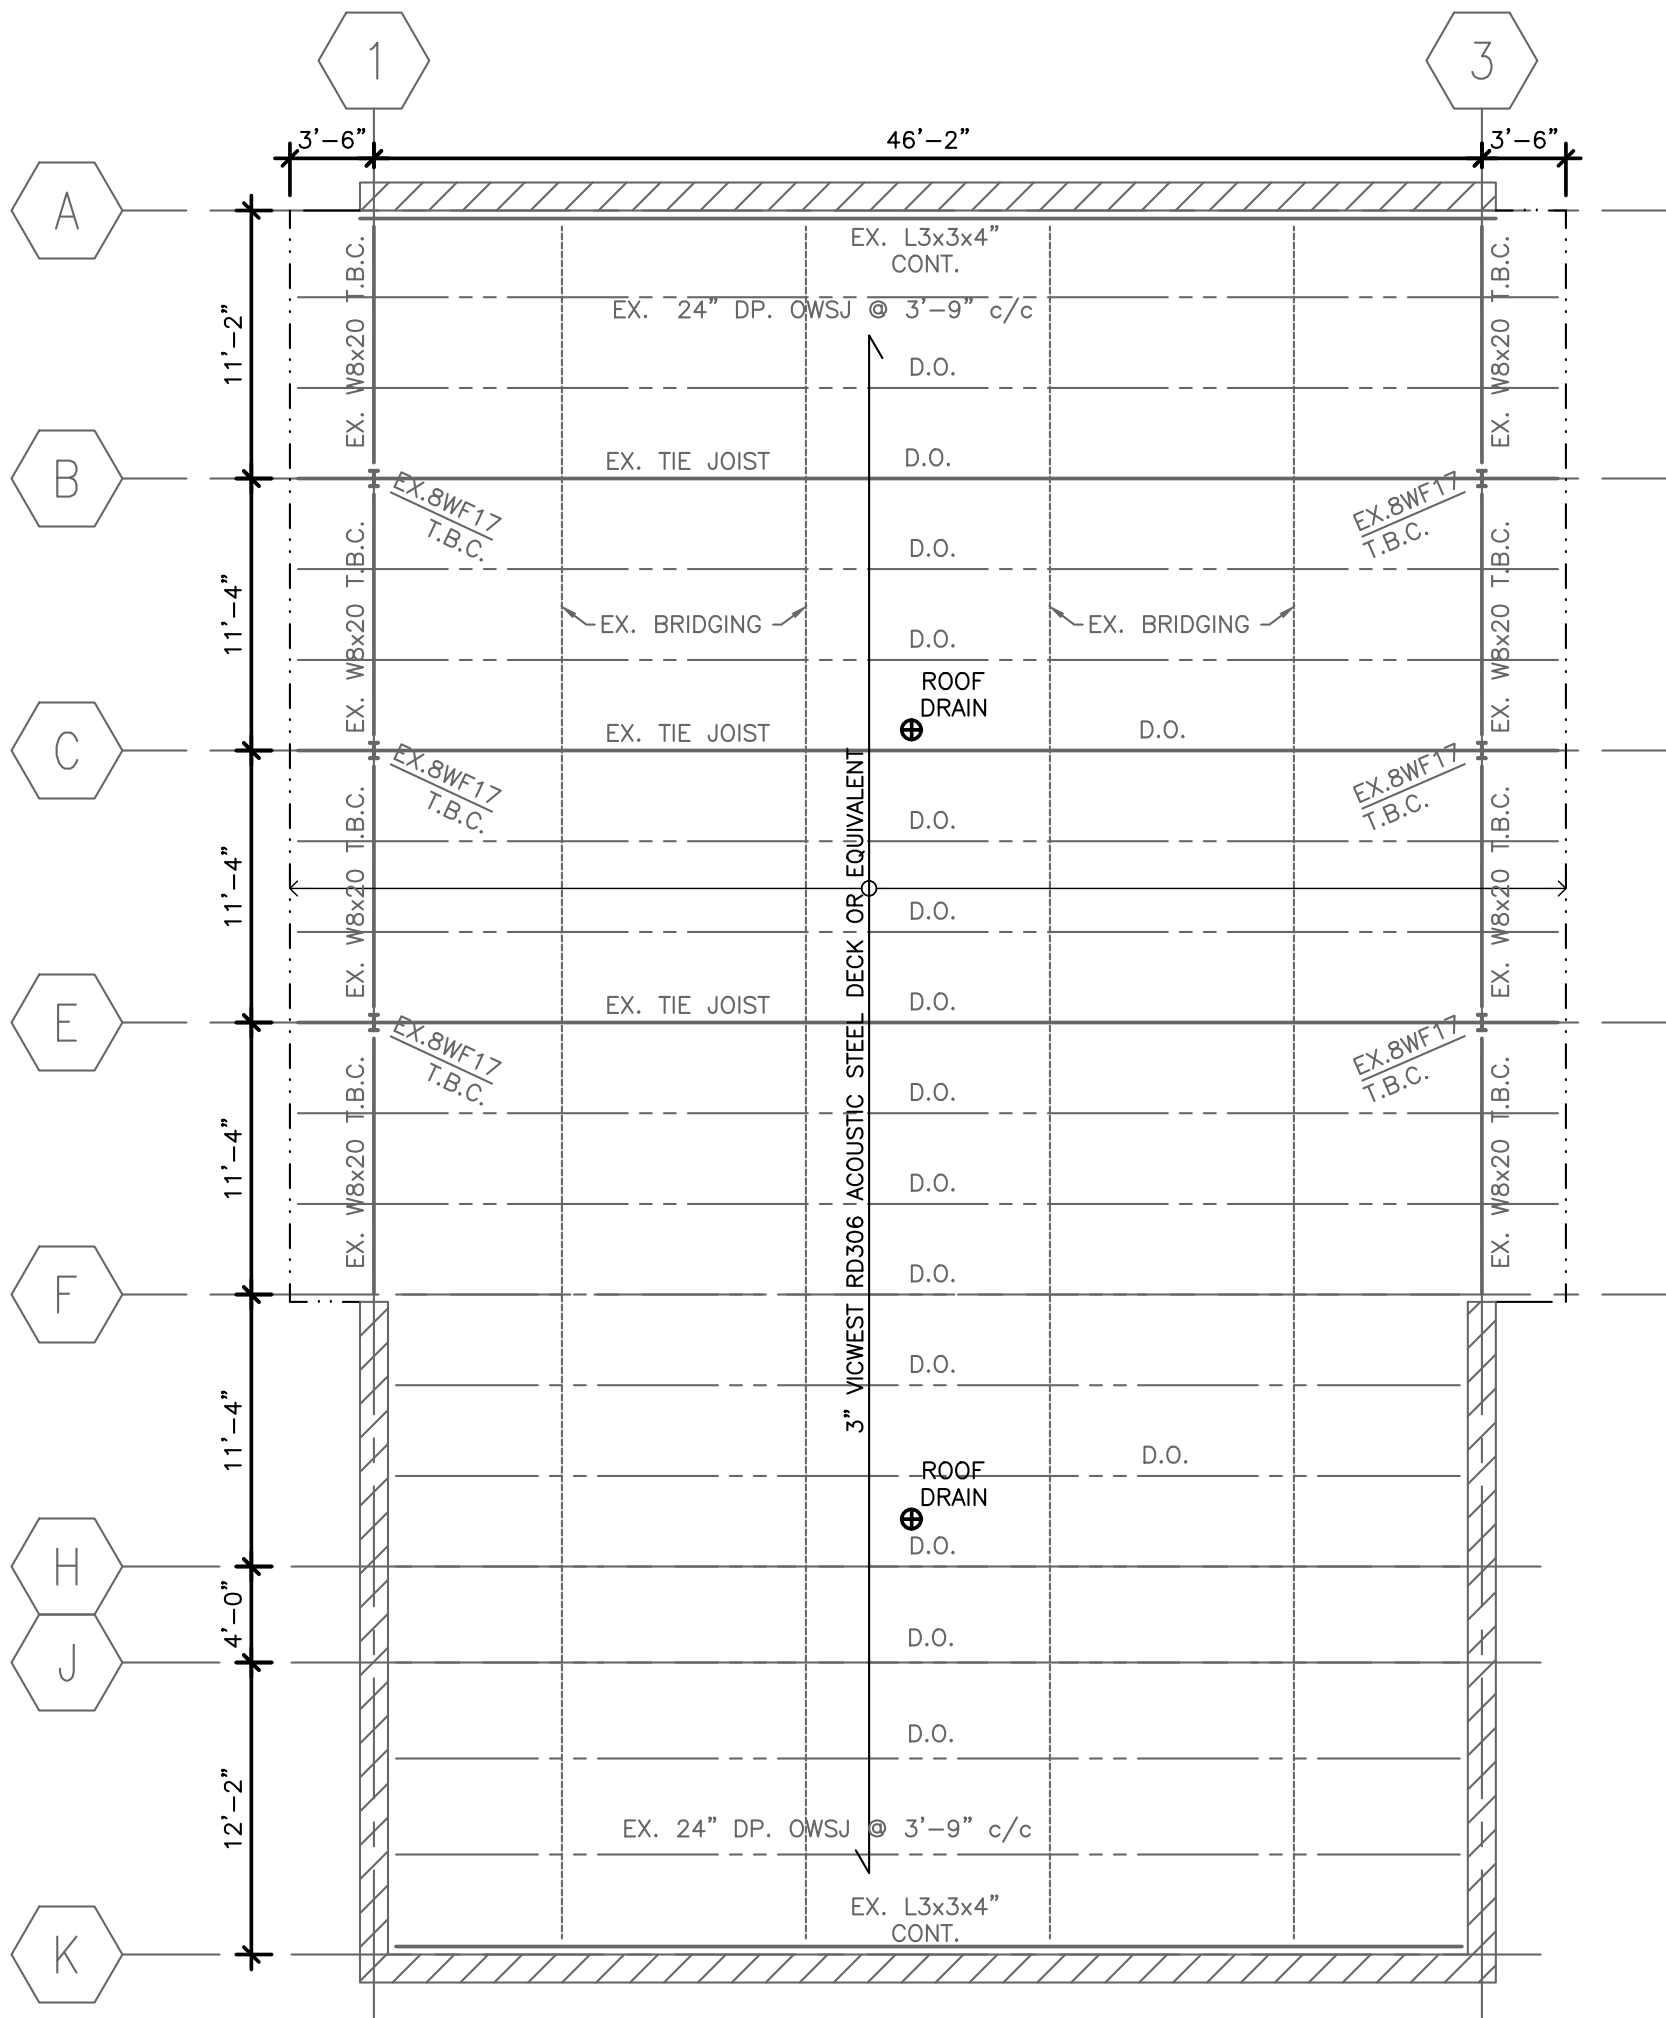 1
3
3'-6"
46'-2"
3'-6"
A
EX. L3x3x4"
CONT.
EX. W8x20 T.B.C.
EX. W8x20 T.B.C.
11'-2"
EX. 24" DP. OWSJ @ 3'-9" c/c
D.O.
B
EX. TIE JOIST
D.O.
EX.8WF17
T.B.C.
EX.8WF17
T.B.C.
D.O.
11'-4"
EX. W8x20 T.B.C.
EX. W8x20 T.B.C.
EX. BRIDGING
EX. BRIDGING
D.O.
ROOF
DRAIN
C
EX. TIE JOIST
D.O.
EX.8WF17
T.B.C.
EX.8WF17
T.B.C.
D.O.
11'-4"
EX. W8x20 T.B.C.
EX. W8x20 T.B.C.
3" VICWEST RD306 ACOUSTIC STEEL DECK OR EQUIVALENT
D.O.
E
EX. TIE JOIST
D.O.
EX.8WF17
T.B.C.
EX.8WF17
T.B.C.
D.O.
11'-4"
EX. W8x20 T.B.C.
EX. W8x20 T.B.C.
D.O.
F
D.O.
D.O.
11'-4"
D.O.
ROOF
DRAIN
D.O.
H
4'-0"
D.O.
J
D.O.
12'-2"
EX. 24" DP. OWSJ @ 3'-9" c/c
EX. L3x3x4"
CONT.
K